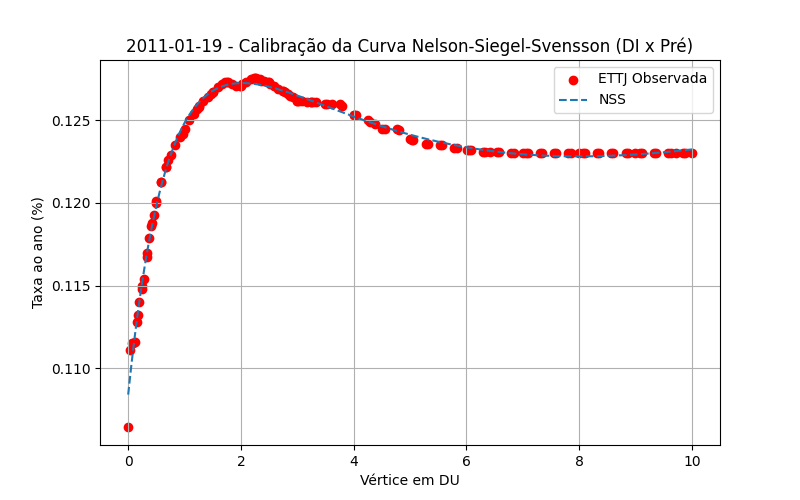 2011-01-19 - Calibração da Curva Nelson-Siegel-Svensson (DI x Pré)
ETTJ Observada
NSS
0.125
0.120
0.115
0.110
Taxa ao ano (%)
0 2 4 6 8 10
Vértice em DU